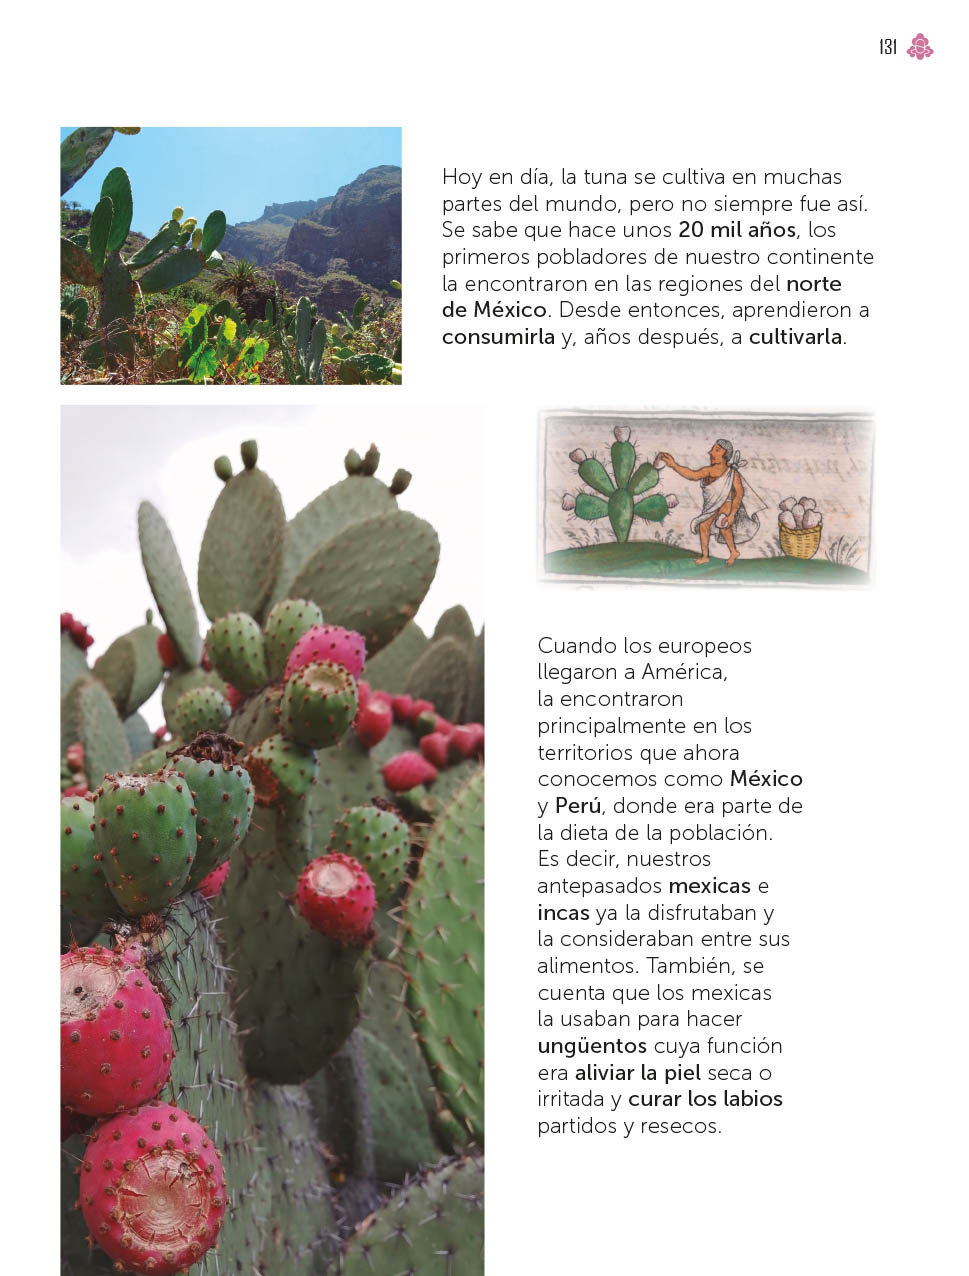 131
Hoy en día, la tuna se cultiva en muchas
partes del mundo, pero no siempre fue así.
Se sabe que hace unos 20 mil años, los
primeros pobladores de nuestro continente
la encontraron en las regiones del norte
de México. Desde entonces, aprendieron a
consumirla y, años después, a cultivarla.
Cuando los europeos
llegaron a América,
la encontraron
principalmente en los
territorios que ahora
conocemos como México
y Perú, donde era parte de
la dieta de la población.
Es decir, nuestros
antepasados mexicas e
incas ya la disfrutaban y
la consideraban entre sus
alimentos. También, se
cuenta que los mexicas
la usaban para hacer
ungüentos cuya función
era aliviar la piel seca o
irritada y curar los labios
partidos y resecos.